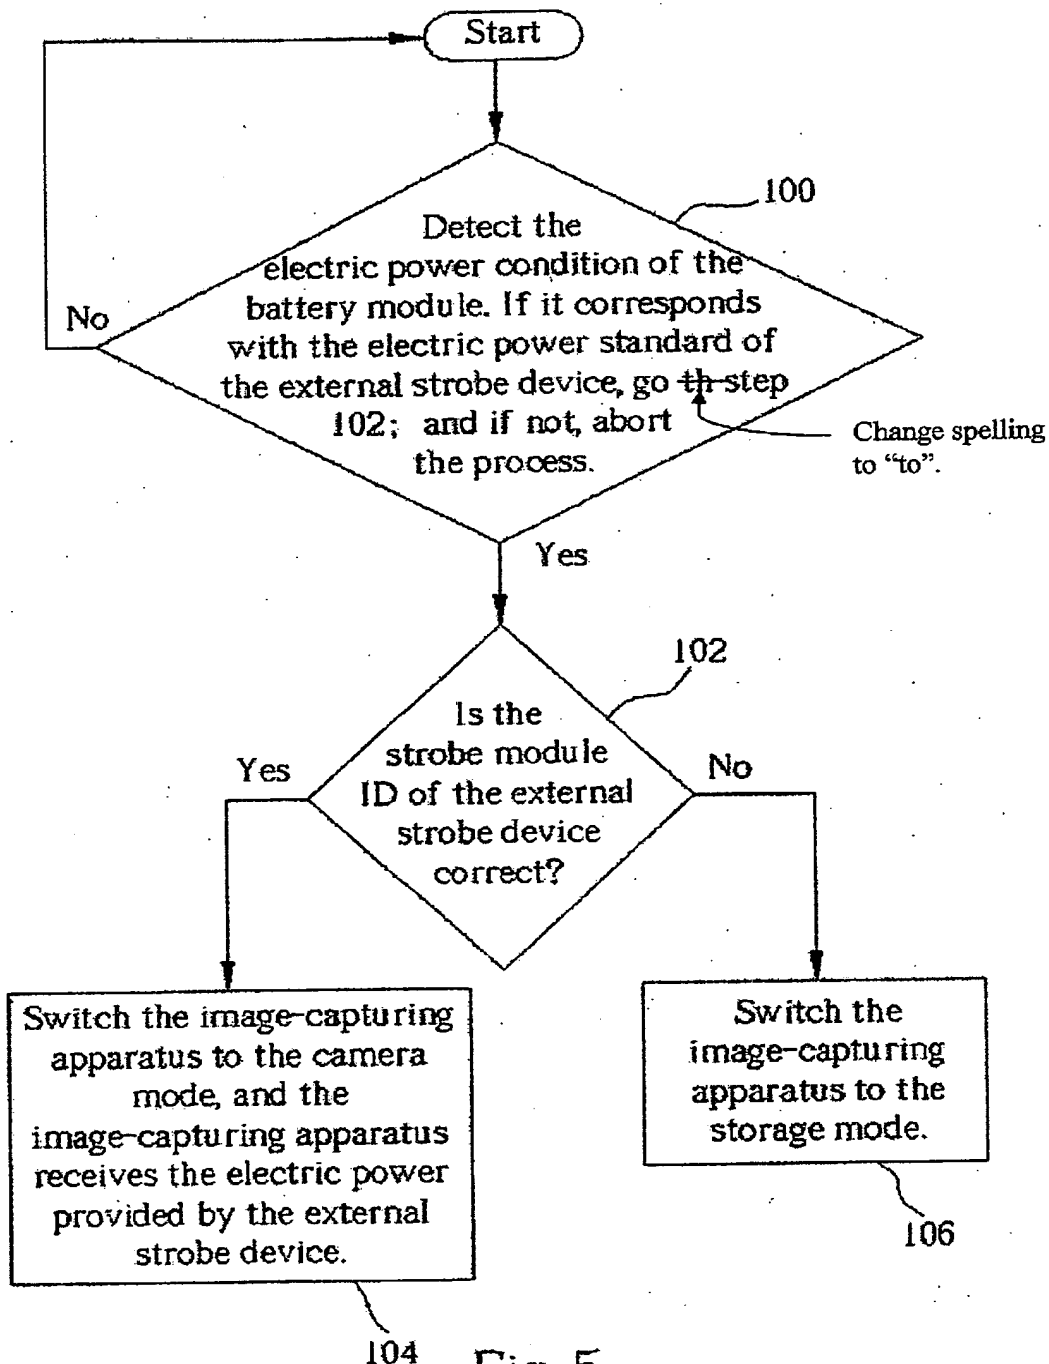 Start
100
Detect the
electric power condition of the
battery module. If it corresponds
with the electric power standard of
the external strobe device, go th step
102; and if not, abort
the process.
No
Change spelling
to “to”.
Yes
102
Is the
strobe module
ID of the external
strobe device
correct?
Yes
No
Switch the image-capturing
apparatus to the camera
mode, and the
image-capturing apparatus
receives the electric power
provided by the external
strobe device.
104
Switch the
image-capturing
apparatus to the
storage mode.
106
Fig. 5